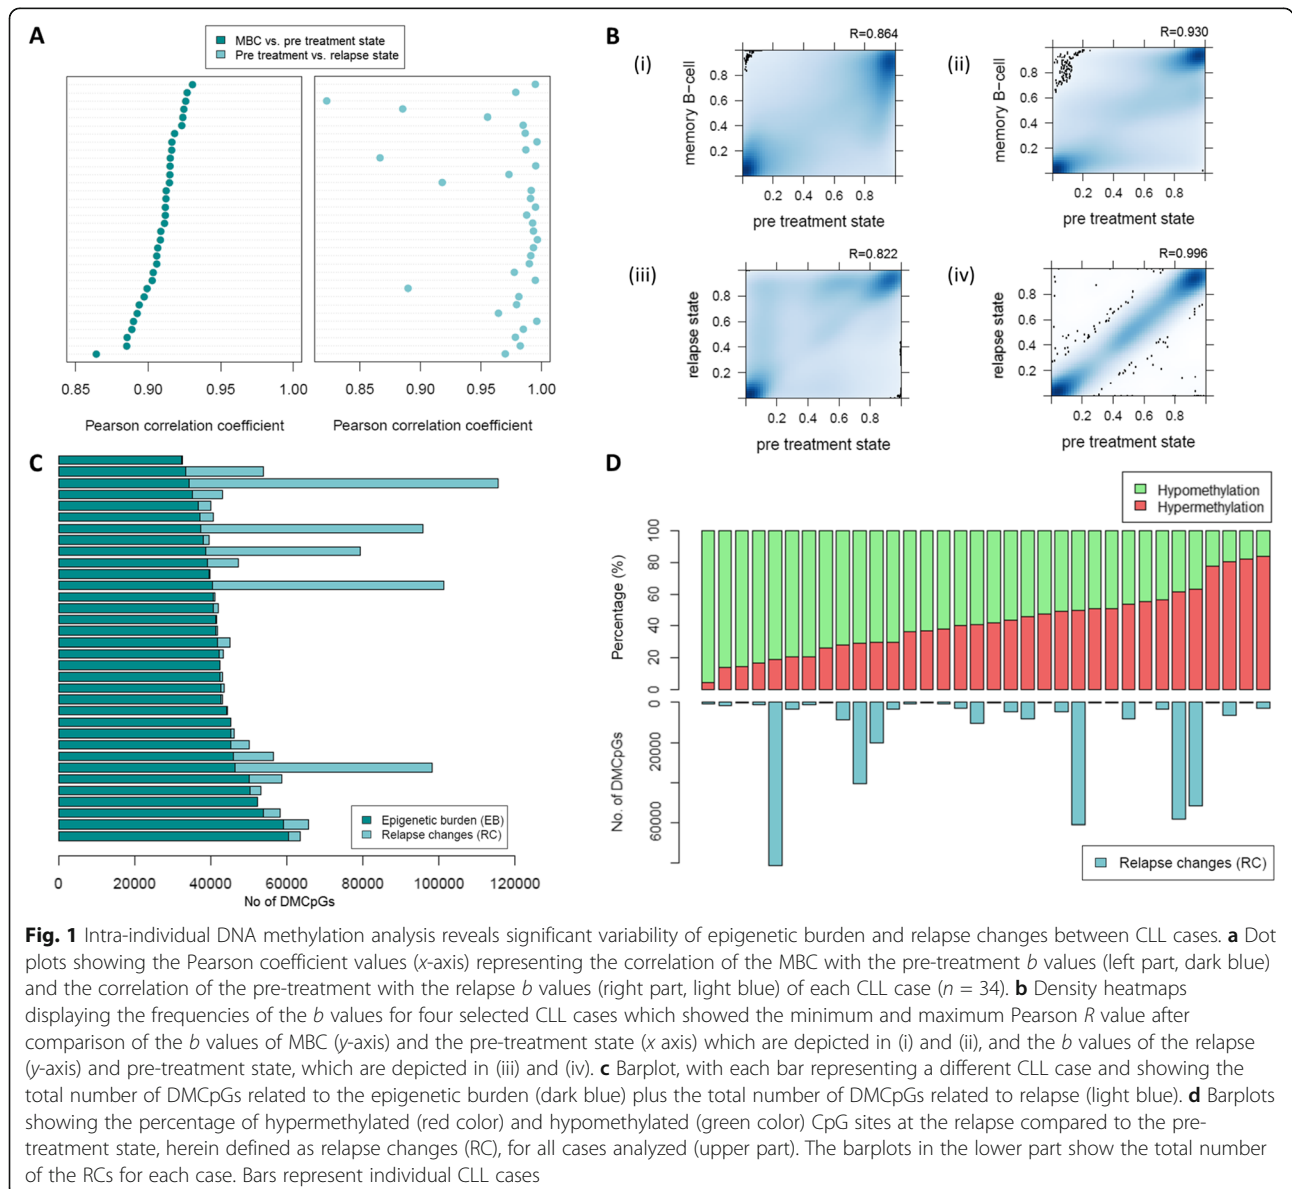 A
MBC vs. pre treatment state
Pre treatment vs. relapse state
0.85 0.90 0.95 1.00
Pearson correlation coefficient
0.85 0.90 0.95 1.00
Pearson correlation coefficient
B
(i)
R=0.864
memory B-cell
0.8
0.6
0.4
0.2
0.2 0.4 0.6 0.8
pre treatment state
(ii)
R=0.930
memory B-cell
0.8
0.6
0.4
0.2
0.2 0.4 0.6 0.8
pre treatment state
(iii)
R=0.822
relapse state
0.8
0.6
0.4
0.2
0.2 0.4 0.6 0.8
pre treatment state
(iv)
R=0.996
relapse state
0.8
0.6
0.4
0.2
0.2 0.4 0.6 0.8
pre treatment state
C
Epigenetic burden (EB)
Relapse changes (RC)
0 20000 40000 60000 80000 100000 120000
No of DMCpGs
D
Hypomethylation
Hypermethylation
Percentage (%)
100
80
60
40
20
0
No. of DMCpGs
0
20000
60000
Relapse changes (RC)
Fig. 1 Intra-individual DNA methylation analysis reveals significant variability of epigenetic burden and relapse changes between CLL cases. a Dot
plots showing the Pearson coefficient values (x-axis) representing the correlation of the MBC with the pre-treatment b values (left part, dark blue)
and the correlation of the pre-treatment with the relapse b values (right part, light blue) of each CLL case (n = 34). b Density heatmaps
displaying the frequencies of the b values for four selected CLL cases which showed the minimum and maximum Pearson R value after
comparison of the b values of MBC (y-axis) and the pre-treatment state (x axis) which are depicted in (i) and (ii), and the b values of the relapse
(y-axis) and pre-treatment state, which are depicted in (iii) and (iv). c Barplot, with each bar representing a different CLL case and showing the
total number of DMCpGs related to the epigenetic burden (dark blue) plus the total number of DMCpGs related to relapse (light blue). d Barplots
showing the percentage of hypermethylated (red color) and hypomethylated (green color) CpG sites at the relapse compared to the pre-
treatment state, herein defined as relapse changes (RC), for all cases analyzed (upper part). The barplots in the lower part show the total number
of the RCs for each case. Bars represent individual CLL cases